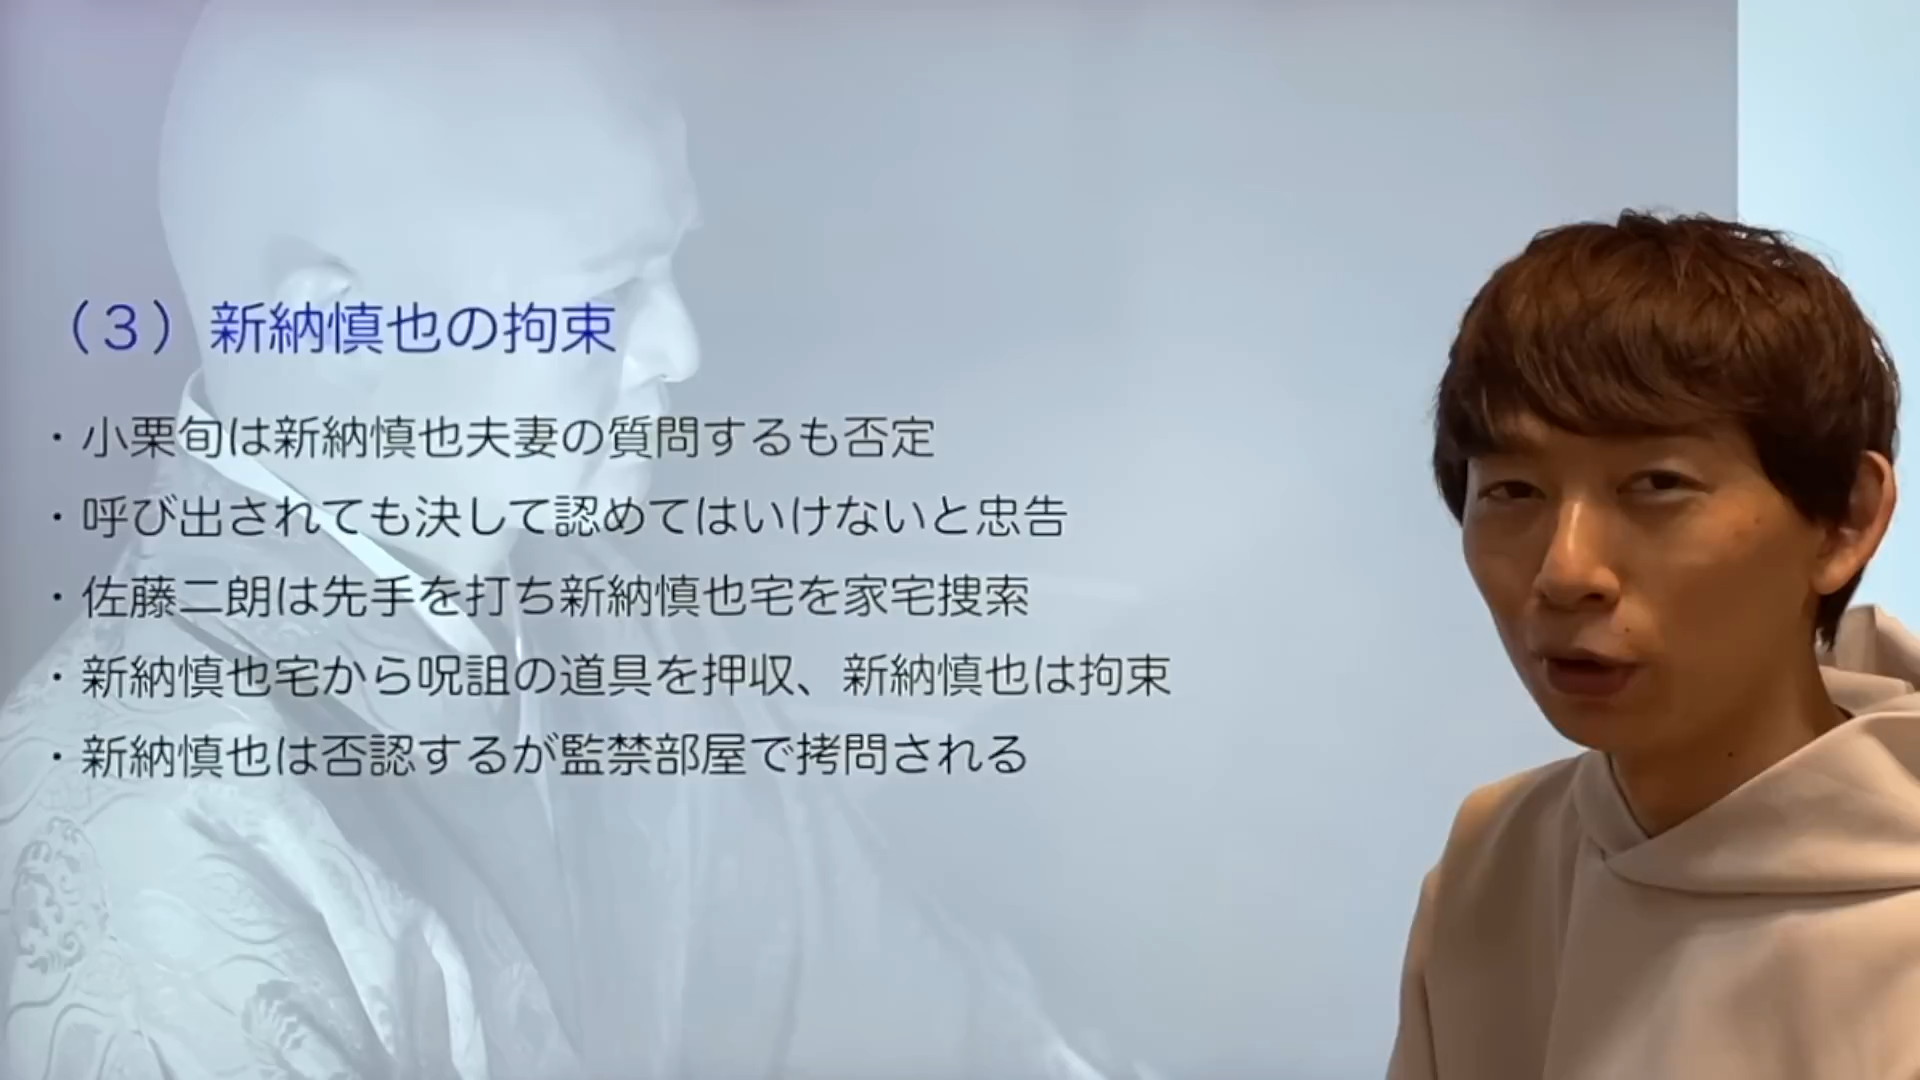 （３）新納慎也の拘束
・小栗旬は新納慎也夫妻の質問するも否定
・呼び出されても決して認めてはいけないと忠告
・佐藤二朗は先手を打ち新納慎也宅を家宅捜索
・新納慎也宅から呪詛の道具を押収、新納慎也は拘束
・新納慎也は否認するが監禁部屋で拷問される